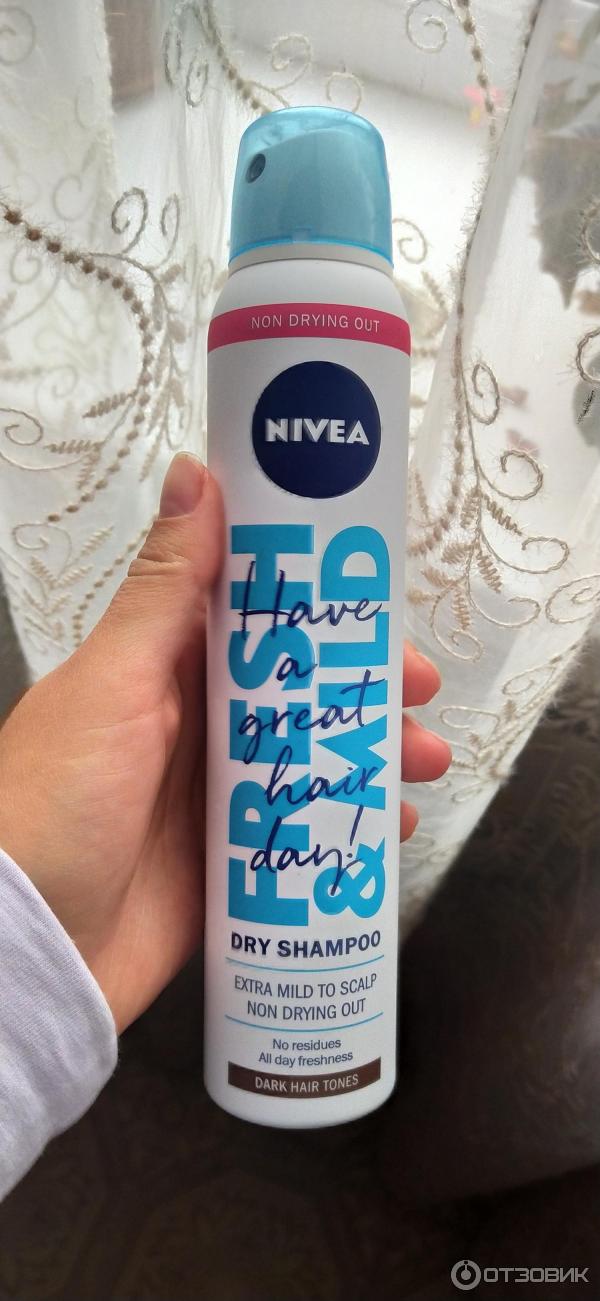 NON DRYING OUT
NIVEA
FRESH
& MILD
Have
a
great
hair
day!
DRY SHAMPOO
EXTRA MILD TO SCALP
NON DRYING OUT
No residues
All day freshness
DARK HAIR TONES
ОТЗОВИК